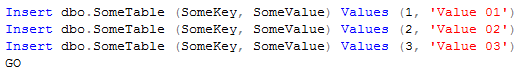 Insert dbo.SomeTable (SomeKey, SomeValue) Values (1, 'Value 01')
Insert dbo.SomeTable (SomeKey, SomeValue) Values (2, 'Value 02')
Insert dbo.SomeTable (SomeKey, SomeValue) Values (3, 'Value 03')
GO